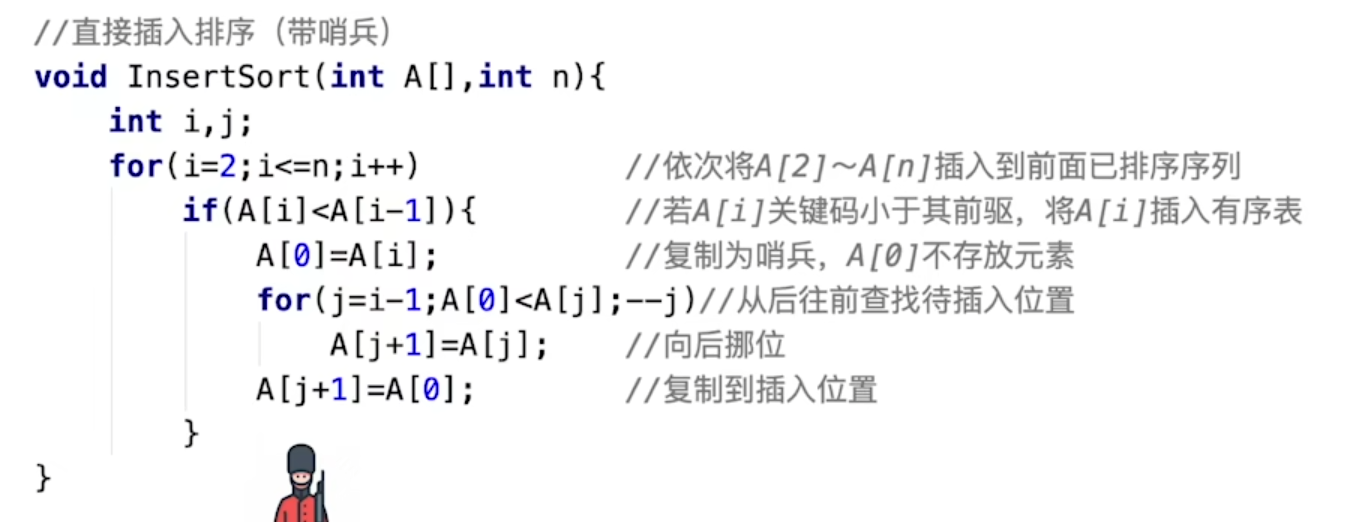 //直接插入排序（带哨兵）
void InsertSort(int A[],int n){
    int i,j;
    for(i=2;i<=n;i++)           //依次将A[2]～A[n]插入到前面已排序序列
        if(A[i]<A[i-1]){        //若A[i]关键码小于其前驱，将A[i]插入有序表
            A[0]=A[i];          //复制为哨兵，A[0]不存放元素
            for(j=i-1;A[0]<A[j];--j)//从后往前查找待插入位置
                A[j+1]=A[j];    //向后挪位
            A[j+1]=A[0];        //复制到插入位置
        }
}